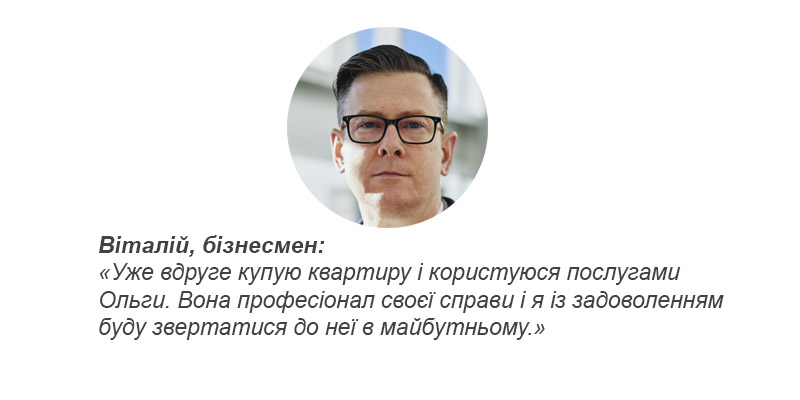 Віталій, бізнесмен:
«Уже вдруге купую квартиру і користуюся послугами
Ольги. Вона професіонал своєї справи і я із задоволенням
буду звертатися до неї в майбутньому.»